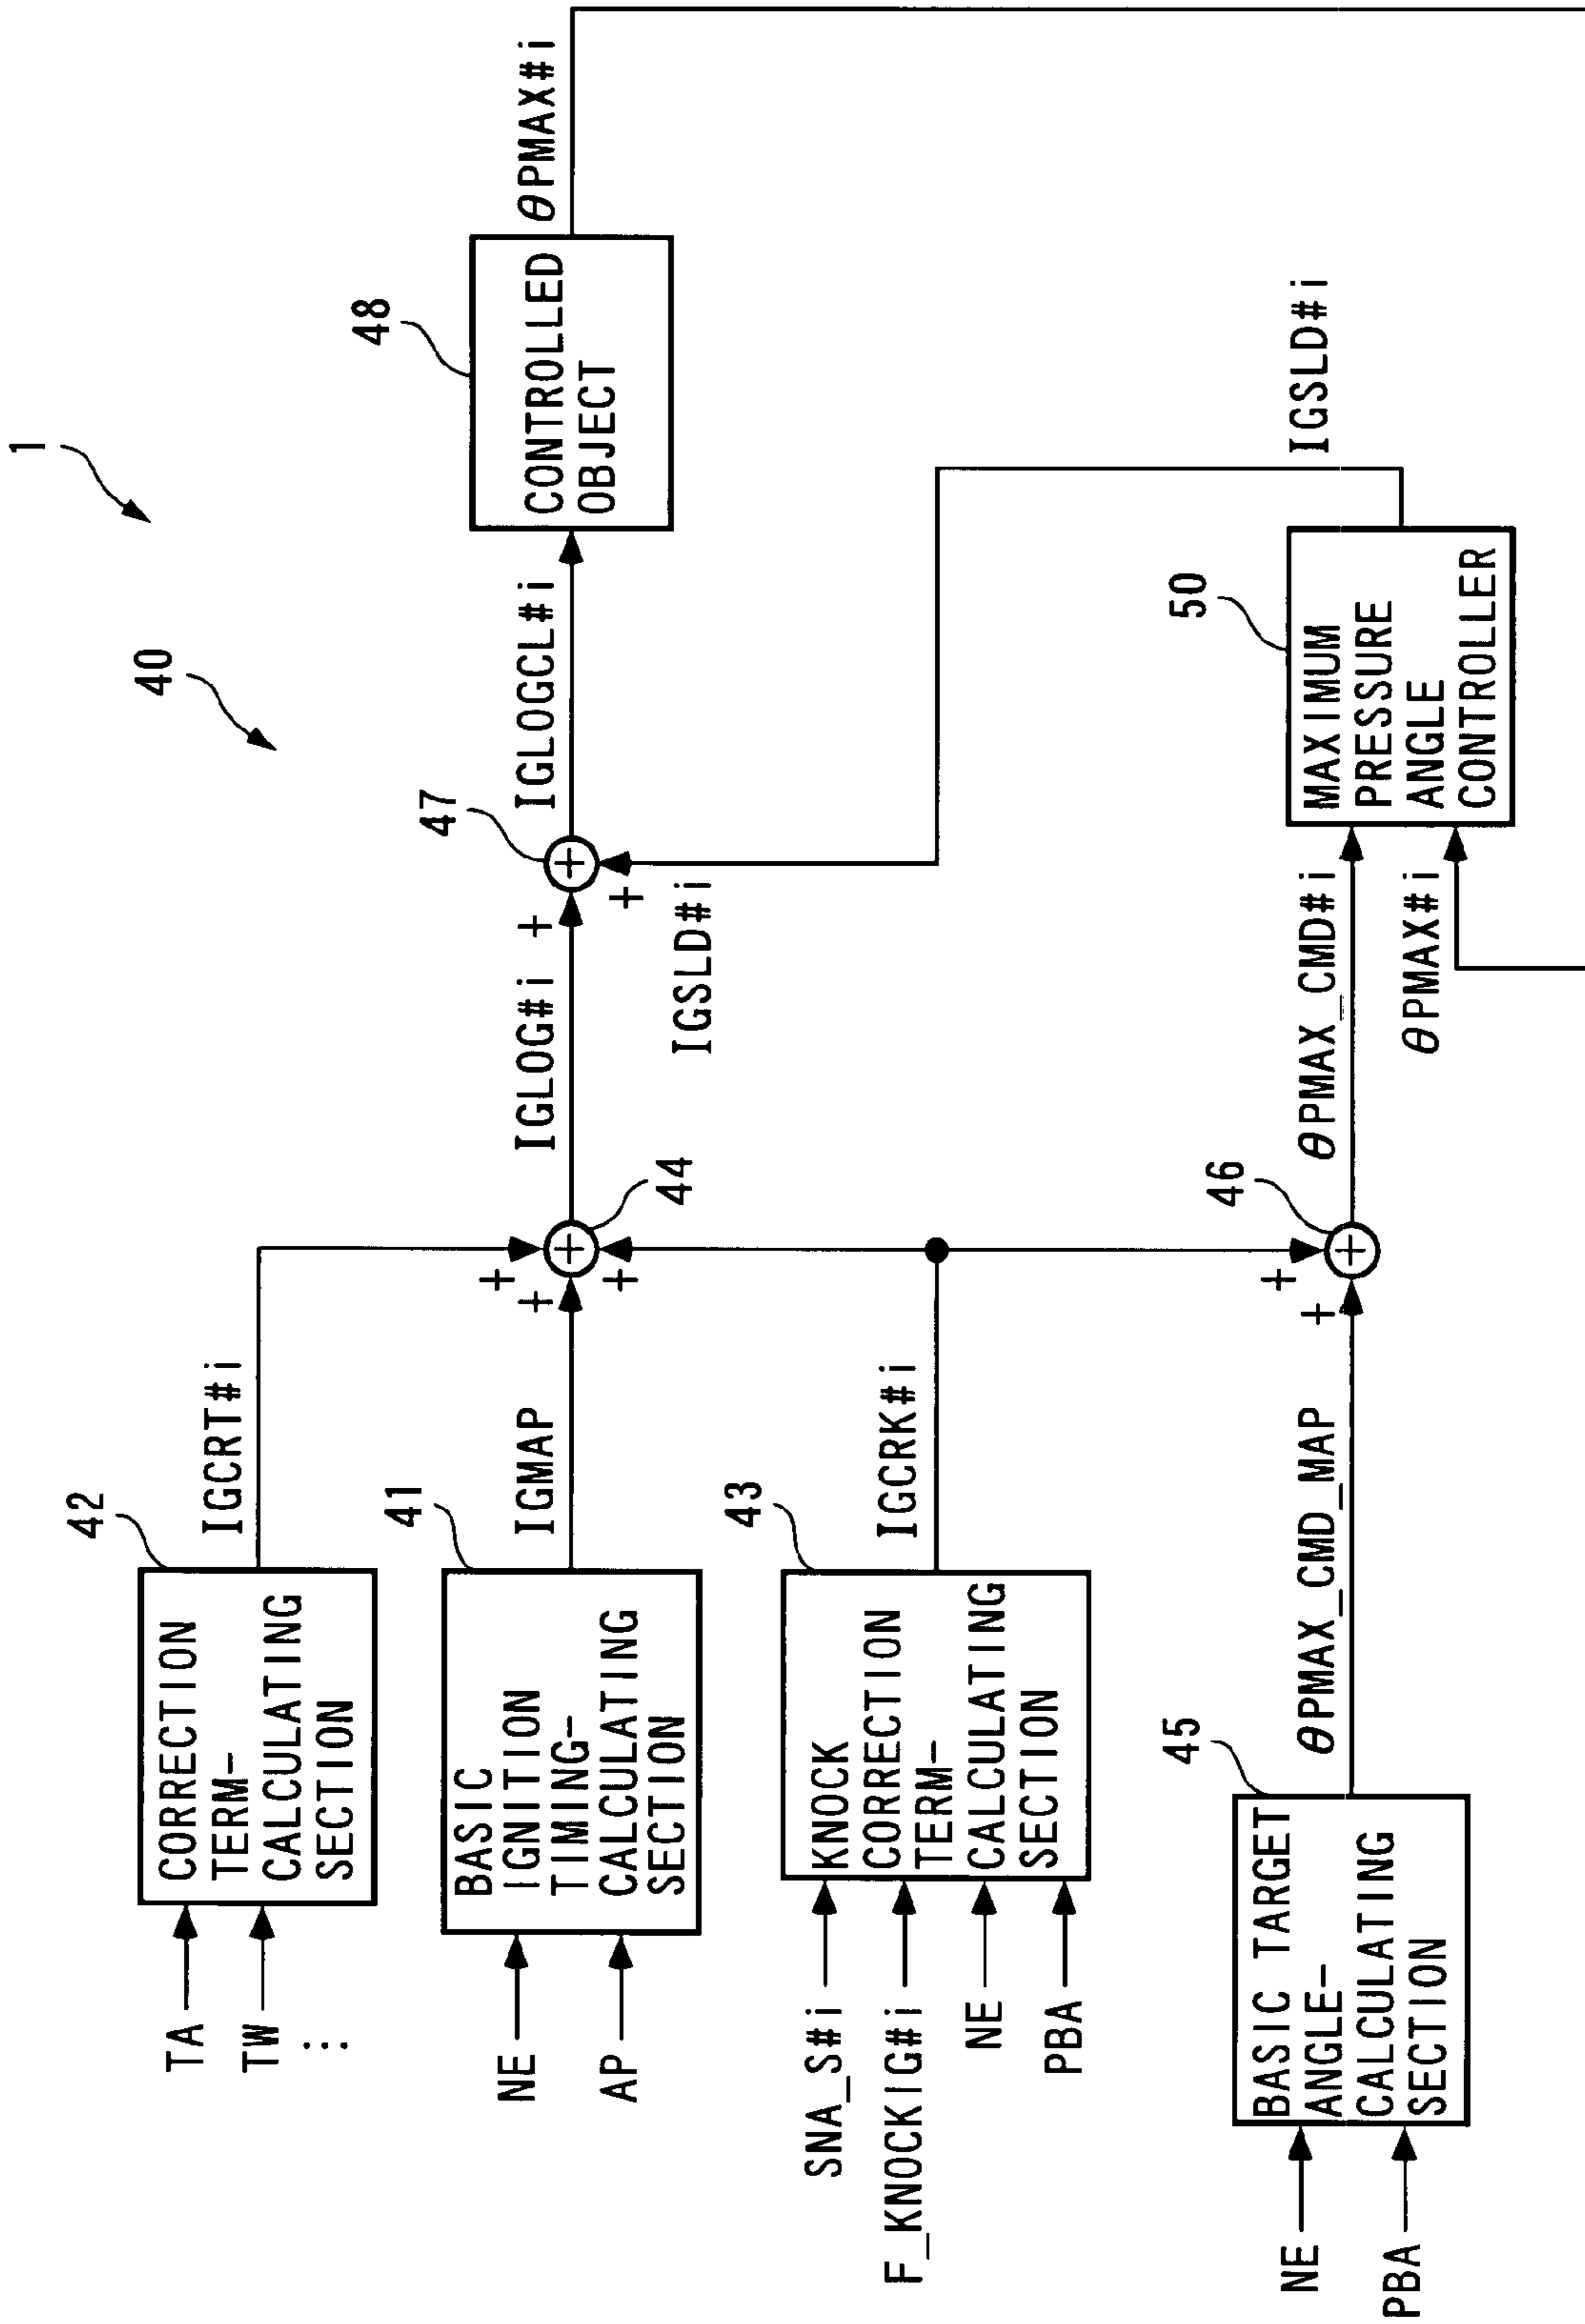 1
40
TA
TW
⋮
42
CORRECTION
TERM-
CALCULATING
SECTION
IGCRT#i
NE
AP
41
BASIC
IGNITION
TIMING-
CALCULATING
SECTION
IGMAP
+
+
+
44
IGLOG#i
+
+
47
IGSLD#i
IGLOGCL#i
48
CONTROLLED
OBJECT
θPMAX#i
SNA_S#i
F_KNOCKIG#i
NE
PBA
43
KNOCK
CORRECTION
TERM-
CALCULATING
SECTION
IGCRK#i
NE
PBA
45
BASIC TARGET
ANGLE-
CALCULATING
SECTION
θPMAX_CMD_MAP
+
+
46
θPMAX_CMD#i
θPMAX#i
50
MAXIMUM
PRESSURE
ANGLE
CONTROLLER
IGSLD#i